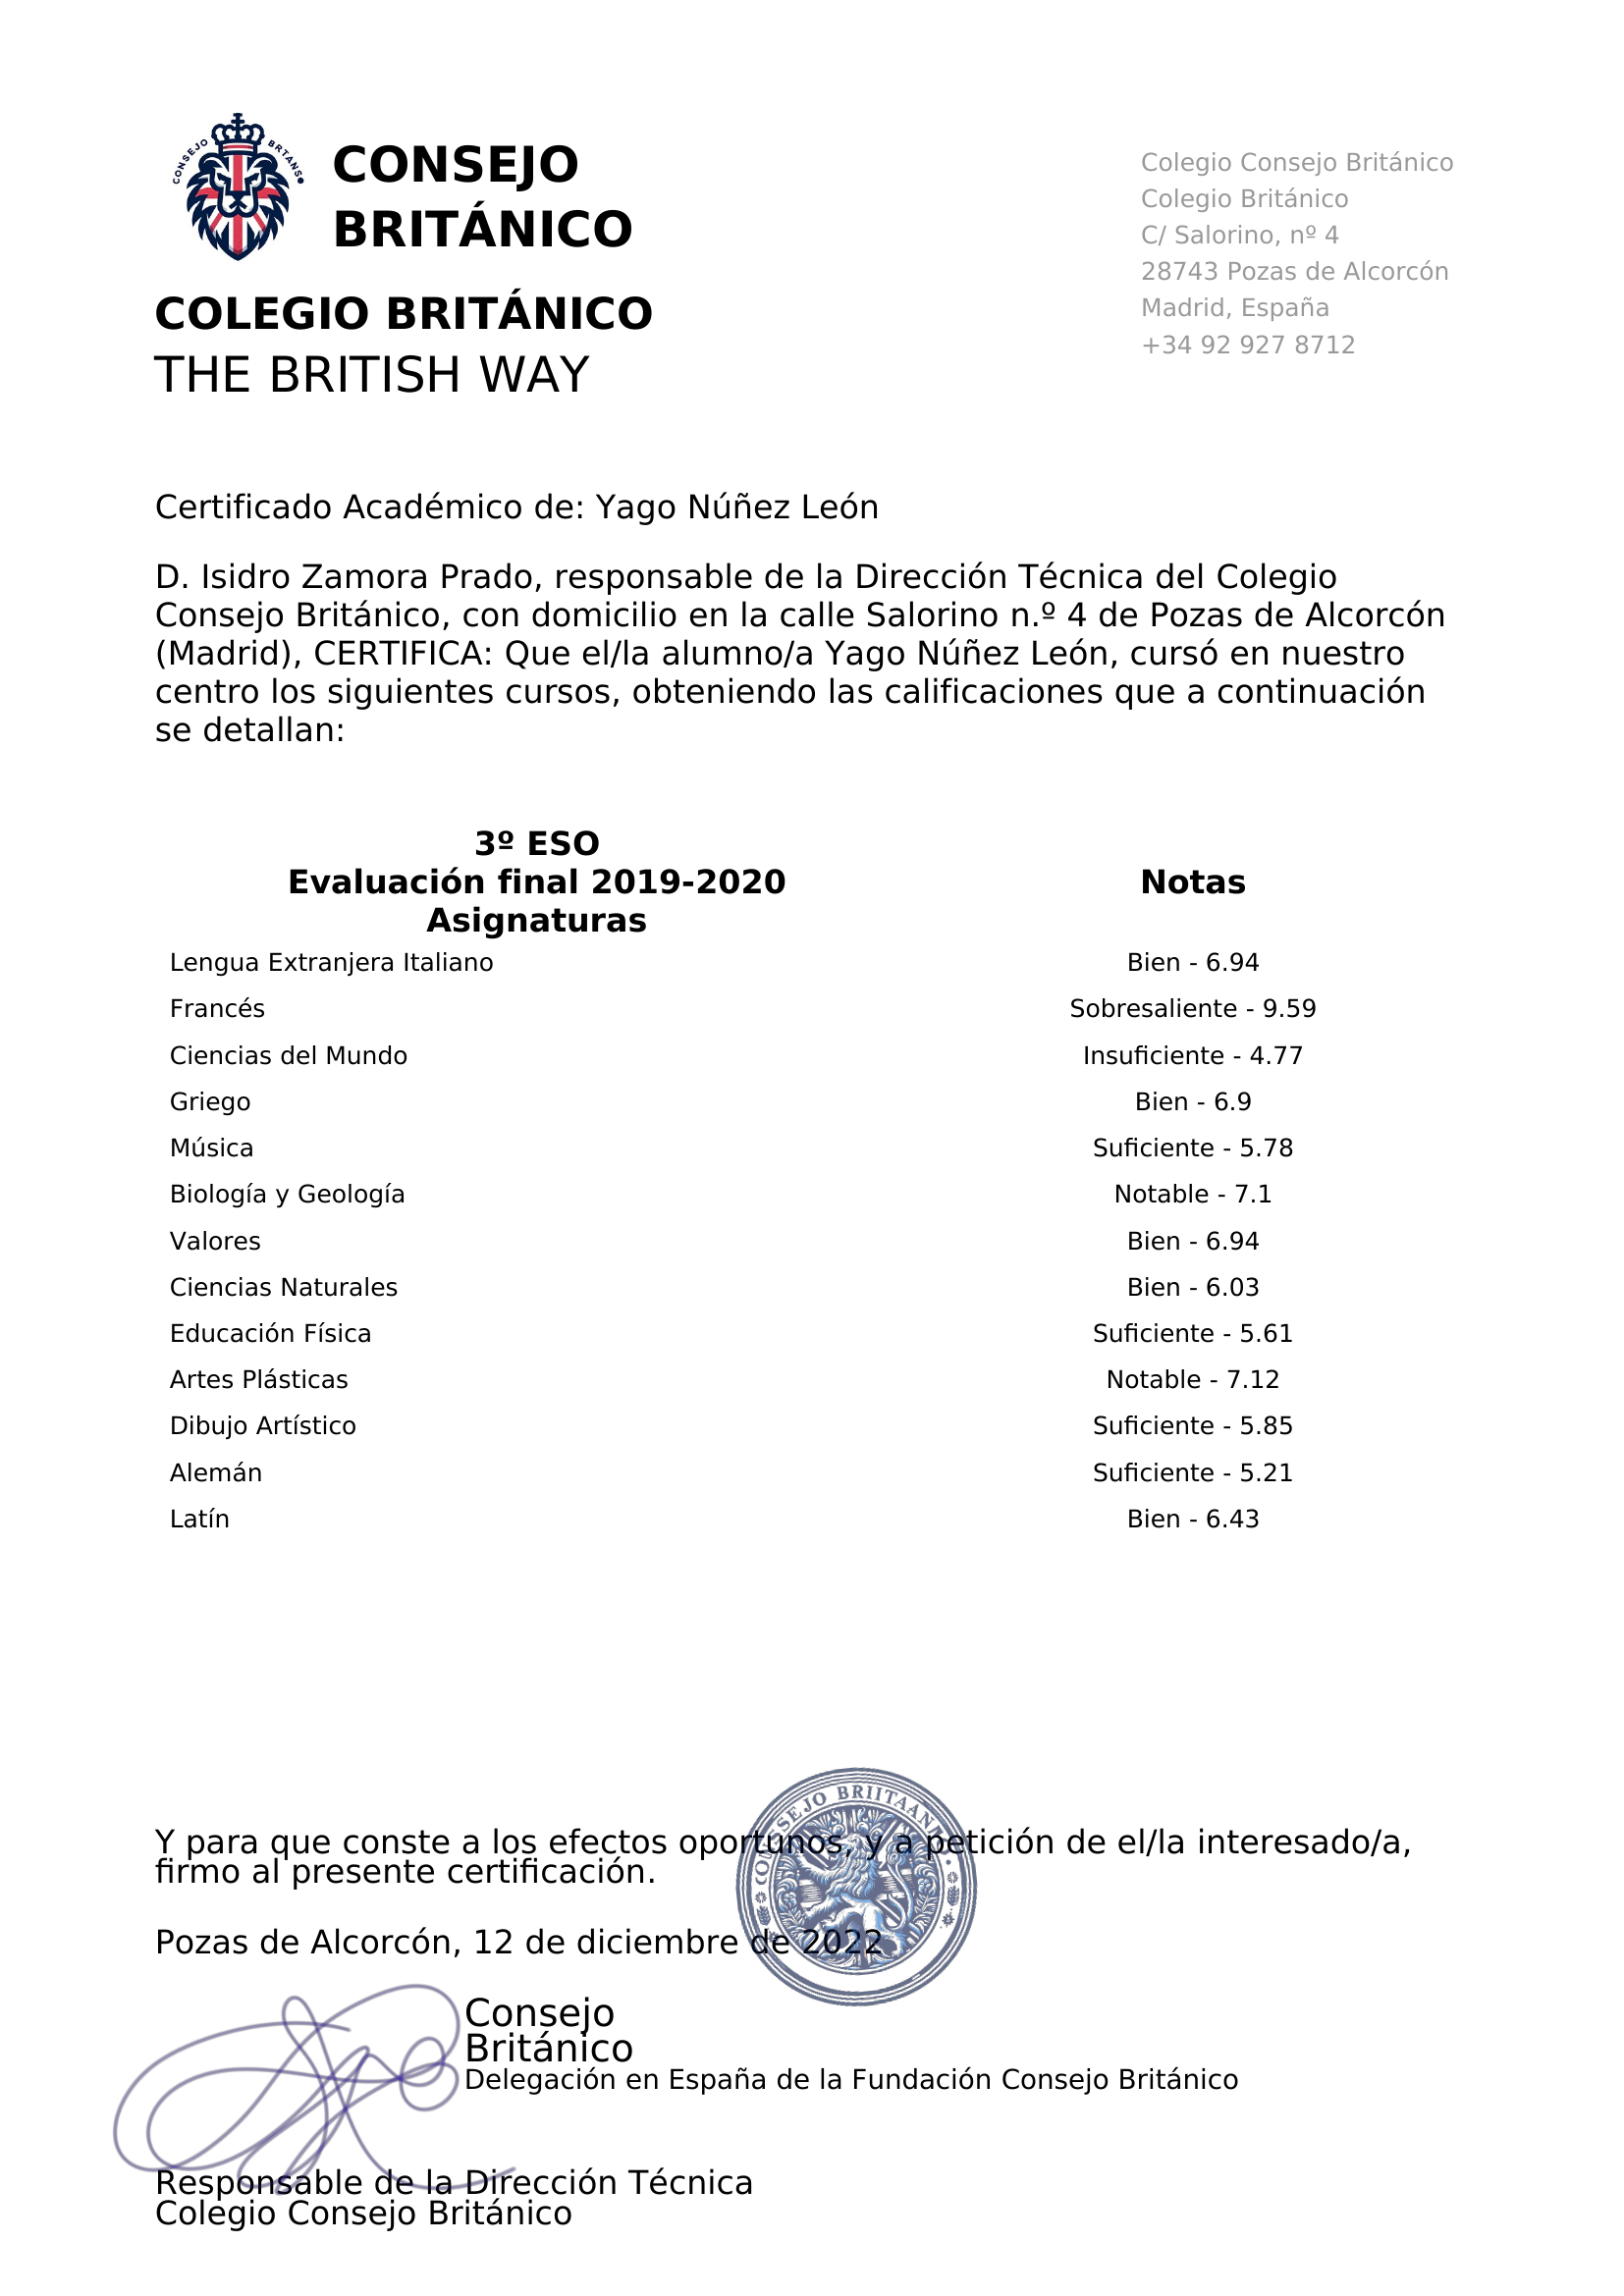 CONSEJO BRTANS
CONSEJO
BRITÁNICO
COLEGIO BRITÁNICO
THE BRITISH WAY
Colegio Consejo Británico
Colegio Británico
C/ Salorino, nº 4
28743 Pozas de Alcorcón
Madrid, España
+34 92 927 8712
Certificado Académico de: Yago Núñez León
D. Isidro Zamora Prado, responsable de la Dirección Técnica del Colegio
Consejo Británico, con domicilio en la calle Salorino n.º 4 de Pozas de Alcorcón
(Madrid), CERTIFICA: Que el/la alumno/a Yago Núñez León, cursó en nuestro
centro los siguientes cursos, obteniendo las calificaciones que a continuación
se detallan:
3º ESO
Evaluación final 2019-2020 Notas
Asignaturas
Lengua Extranjera Italiano Bien - 6.94
Francés Sobresaliente - 9.59
Ciencias del Mundo Insuficiente - 4.77
Griego Bien - 6.9
Música Suficiente - 5.78
Biología y Geología Notable - 7.1
Valores Bien - 6.94
Ciencias Naturales Bien - 6.03
Educación Física Suficiente - 5.61
Artes Plásticas Notable - 7.12
Dibujo Artístico Suficiente - 5.85
Alemán Suficiente - 5.21
Latín Bien - 6.43
Y para que conste a los efectos oportunos, y a petición de el/la interesado/a,
firmo al presente certificación.
Pozas de Alcorcón, 12 de diciembre de 2022
Consejo
Británico
Delegación en España de la Fundación Consejo Británico
Responsable de la Dirección Técnica
Colegio Consejo Británico